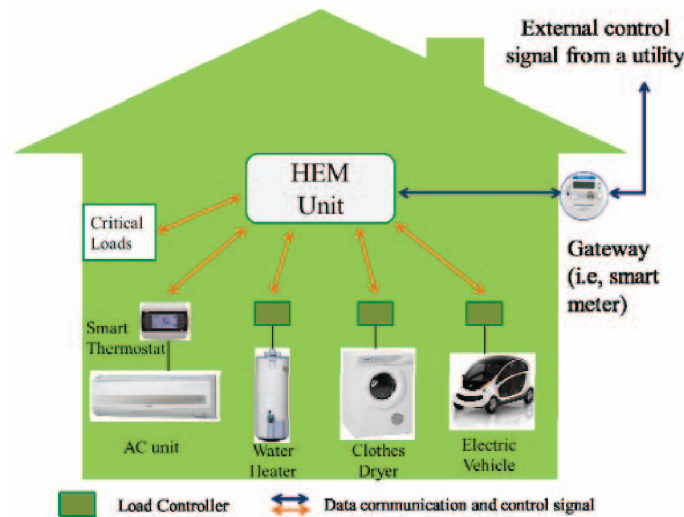 External control
signal from a utility
HEM
Unit
Critical
Loads
Gateway
(i.e, smart
meter)
Smart
Thermostat
AC unit
Water
Heater
Clothes
Dryer
Electric
Vehicle
Load Controller
Data communication and control signal